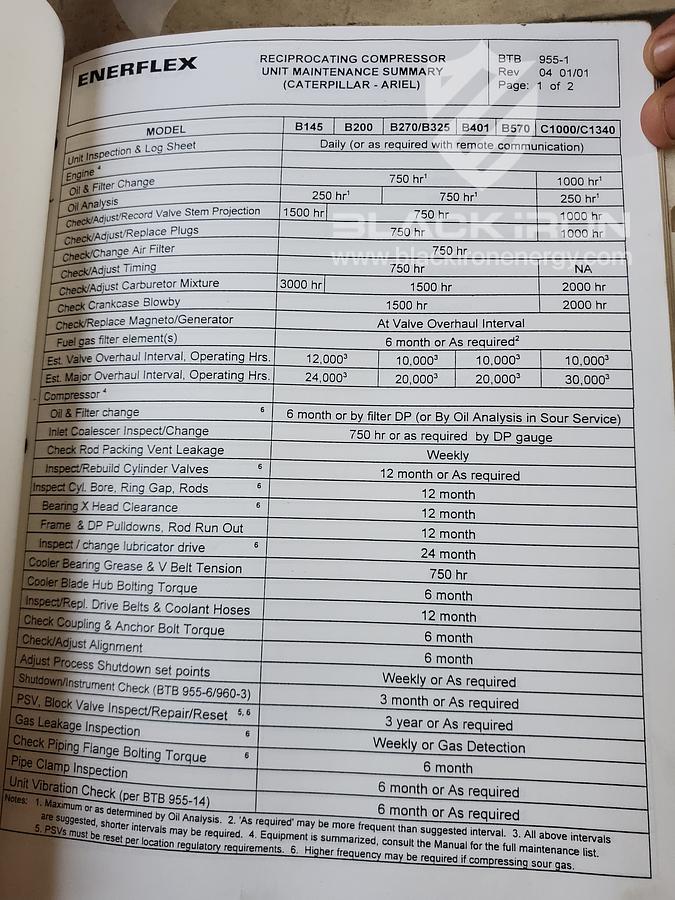 ENERFLEX
RECIPROCATING COMPRESSOR
UNIT MAINTENANCE SUMMARY
(CATERPILLAR - ARIEL)
BTB 955-1
Rev 04 01/01
Page: 1 of 2
MODEL B145 B200 B270/B325 B401 B570 C1000/C1340
Unit Inspection & Log Sheet Daily (or as required with remote communication)
Engine 4
Oil & Filter Change 750 hr1 1000 hr1
Oil Analysis 250 hr1 750 hr1 250 hr1
Check/Adjust/Record Valve Stem Projection 1500 hr 750 hr 1000 hr
Check/Adjust/Replace Plugs 750 hr 1000 hr
Check/Change Air Filter 750 hr
Check/Adjust Timing 750 hr NA
Check/Adjust Carburetor Mixture 3000 hr 1500 hr 2000 hr
Check Crankcase Blowby 1500 hr 2000 hr
Check/Replace Magneto/Generator At Valve Overhaul Interval
Fuel gas filter element(s) 6 month or As required2
Est. Valve Overhaul Interval, Operating Hrs. 12,0003 10,0003 10,0003 10,0003
Est. Major Overhaul Interval, Operating Hrs. 24,0003 20,0003 20,0003 30,0003
Compressor 4
Oil & Filter change 6 6 month or by filter DP (or By Oil Analysis in Sour Service)
Inlet Coalescer Inspect/Change 750 hr or as required by DP gauge
Check Rod Packing Vent Leakage Weekly
Inspect/Rebuild Cylinder Valves 6 12 month or As required
Inspect Cyl. Bore, Ring Gap, Rods 6 12 month
Bearing X Head Clearance 6 12 month
Frame & DP Pulldowns, Rod Run Out 12 month
Inspect / change lubricator drive 6 24 month
Cooler Bearing Grease & V Belt Tension 750 hr
Cooler Blade Hub Bolting Torque 6 month
Inspect/Repl. Drive Belts & Coolant Hoses 12 month
Check Coupling & Anchor Bolt Torque 6 month
Check/Adjust Alignment 6 month
Adjust Process Shutdown set points Weekly or As required
Shutdown/Instrument Check (BTB 955-6/960-3) 3 month or As required
PSV, Block Valve Inspect/Repair/Reset 5, 6 3 year or As required
Gas Leakage Inspection 6 Weekly or Gas Detection
Check Piping Flange Bolting Torque 6 6 month
Pipe Clamp Inspection 6 month or As required
Unit Vibration Check (per BTB 955-14) 6 month or As required
Notes: 1. Maximum or as determined by Oil Analysis. 2. 'As required' may be more frequent than suggested interval. 3. All above intervals
are suggested, shorter intervals may be required. 4. Equipment is summarized, consult the Manual for the full maintenance list.
5. PSVs must be reset per location regulatory requirements. 6. Higher frequency may be required if compressing sour gas.
BLACK IRON
www.blackironenergy.com